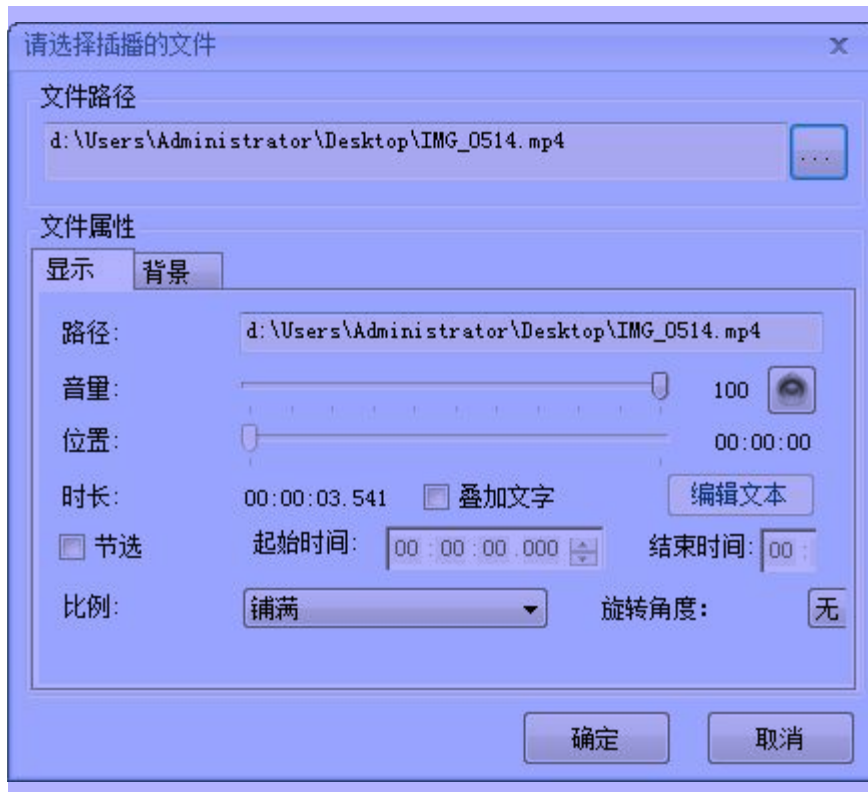 请选择插播的文件 x
文件路径
d:\Users\Administrator\Desktop\IMG_0514.mp4 ...
文件属性
显示 背景
路径: d:\Users\Administrator\Desktop\IMG_0514.mp4
音量: 100
位置: 00:00:00
时长: 00:00:03.541 叠加文字 编辑文本
节选 起始时间: 00:00:00.000 结束时间: 00:
比例: 铺满 旋转角度: 无
确定 取消